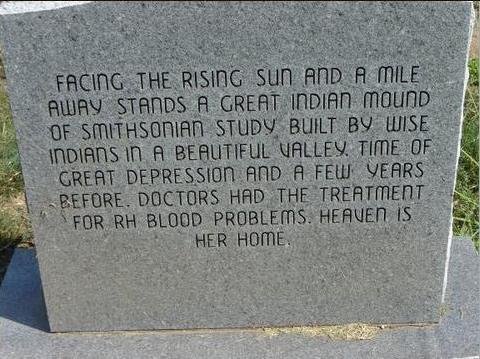 FACING THE RISING SUN AND A MILE
AWAY STANDS A GREAT INDIAN MOUND
OF SMITHSONIAN STUDY BUILT BY WISE
INDIANS IN A BEAUTIFUL VALLEY. TIME OF
GREAT DEPRESSION AND A FEW YEARS
BEFORE. DOCTORS HAD THE TREATMENT
FOR RH BLOOD PROBLEMS. HEAVEN IS
HER HOME.